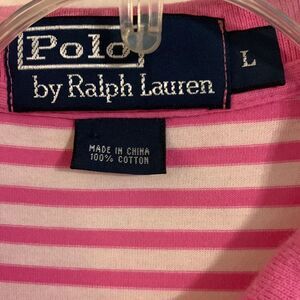 Polo
by Ralph Lauren
L
MADE IN CHINA
100% COTTON